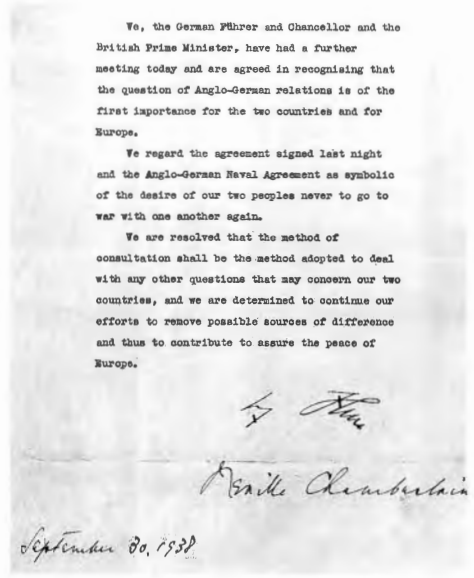 We, the German Führer and Chancellor and the
British Prime Minister, have had a further
meeting today and are agreed in recognising that
the question of Anglo-German relations is of the
first importance for the two countries and for
Europe.
We regard the agreement signed last night
and the Anglo-German Naval Agreement as symbolic
of the desire of our two peoples never to go to
war with one another again.
We are resolved that the method of
consultation shall be the method adopted to deal
with any other questions that may concern our two
countries, and we are determined to continue our
efforts to remove possible sources of difference
and thus to contribute to assure the peace of
Europe.
Neville Chamberlain
September 30, 1938